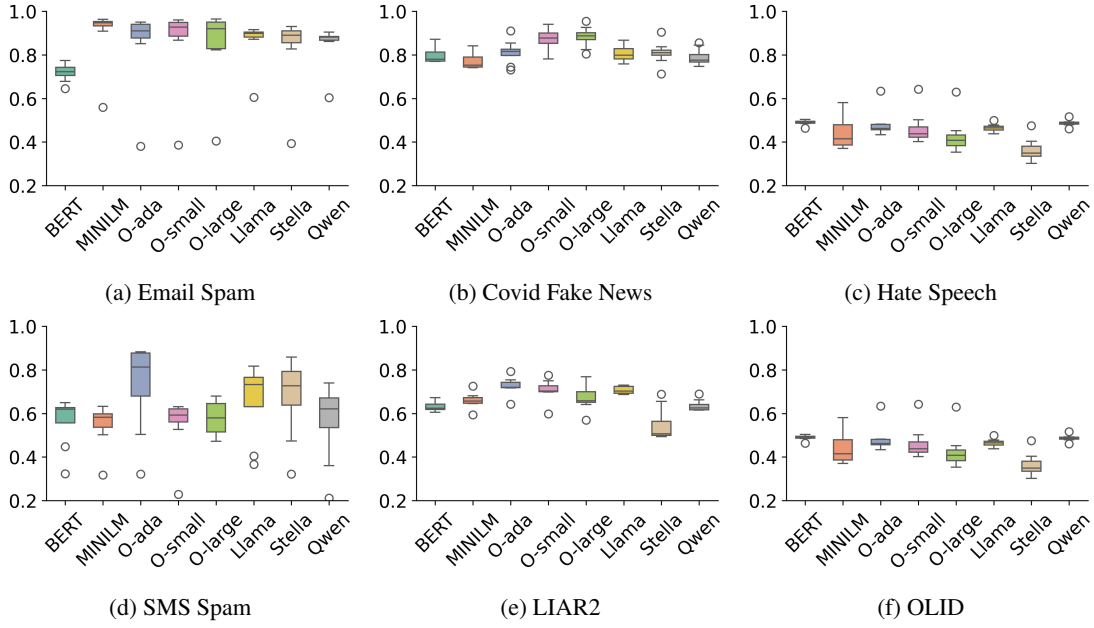 1.0
0.8
0.6
0.4
0.2
BERT
MINILM
O-ada
O-small
O-large
Llama
Stella
Qwen
(a) Email Spam
1.0
0.8
0.6
0.4
0.2
BERT
MINILM
O-ada
O-small
O-large
Llama
Stella
Qwen
(b) Covid Fake News
1.0
0.8
0.6
0.4
0.2
BERT
MINILM
O-ada
O-small
O-large
Llama
Stella
Qwen
(c) Hate Speech
1.0
0.8
0.6
0.4
0.2
BERT
MINILM
O-ada
O-small
O-large
Llama
Stella
Qwen
(d) SMS Spam
1.0
0.8
0.6
0.4
0.2
BERT
MINILM
O-ada
O-small
O-large
Llama
Stella
Qwen
(e) LIAR2
1.0
0.8
0.6
0.4
0.2
BERT
MINILM
O-ada
O-small
O-large
Llama
Stella
Qwen
(f) OLID